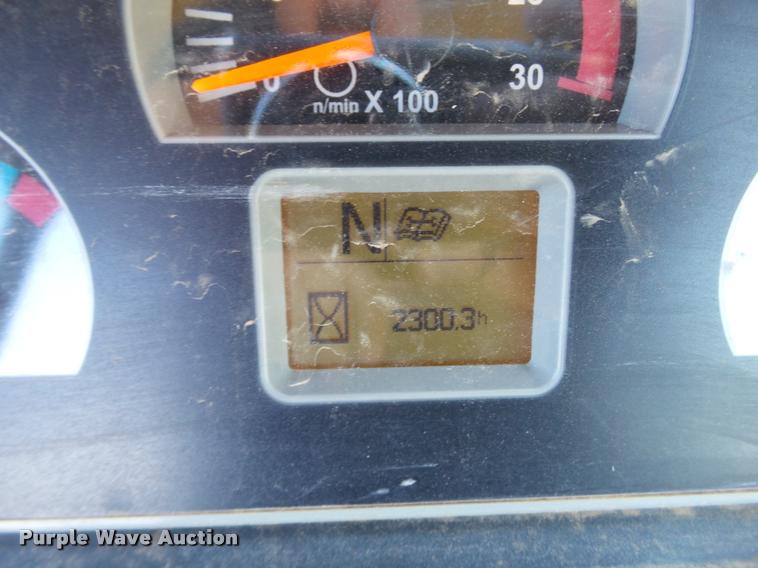 0
30
n/min X 100
N
2300.3h
Purple Wave Auction